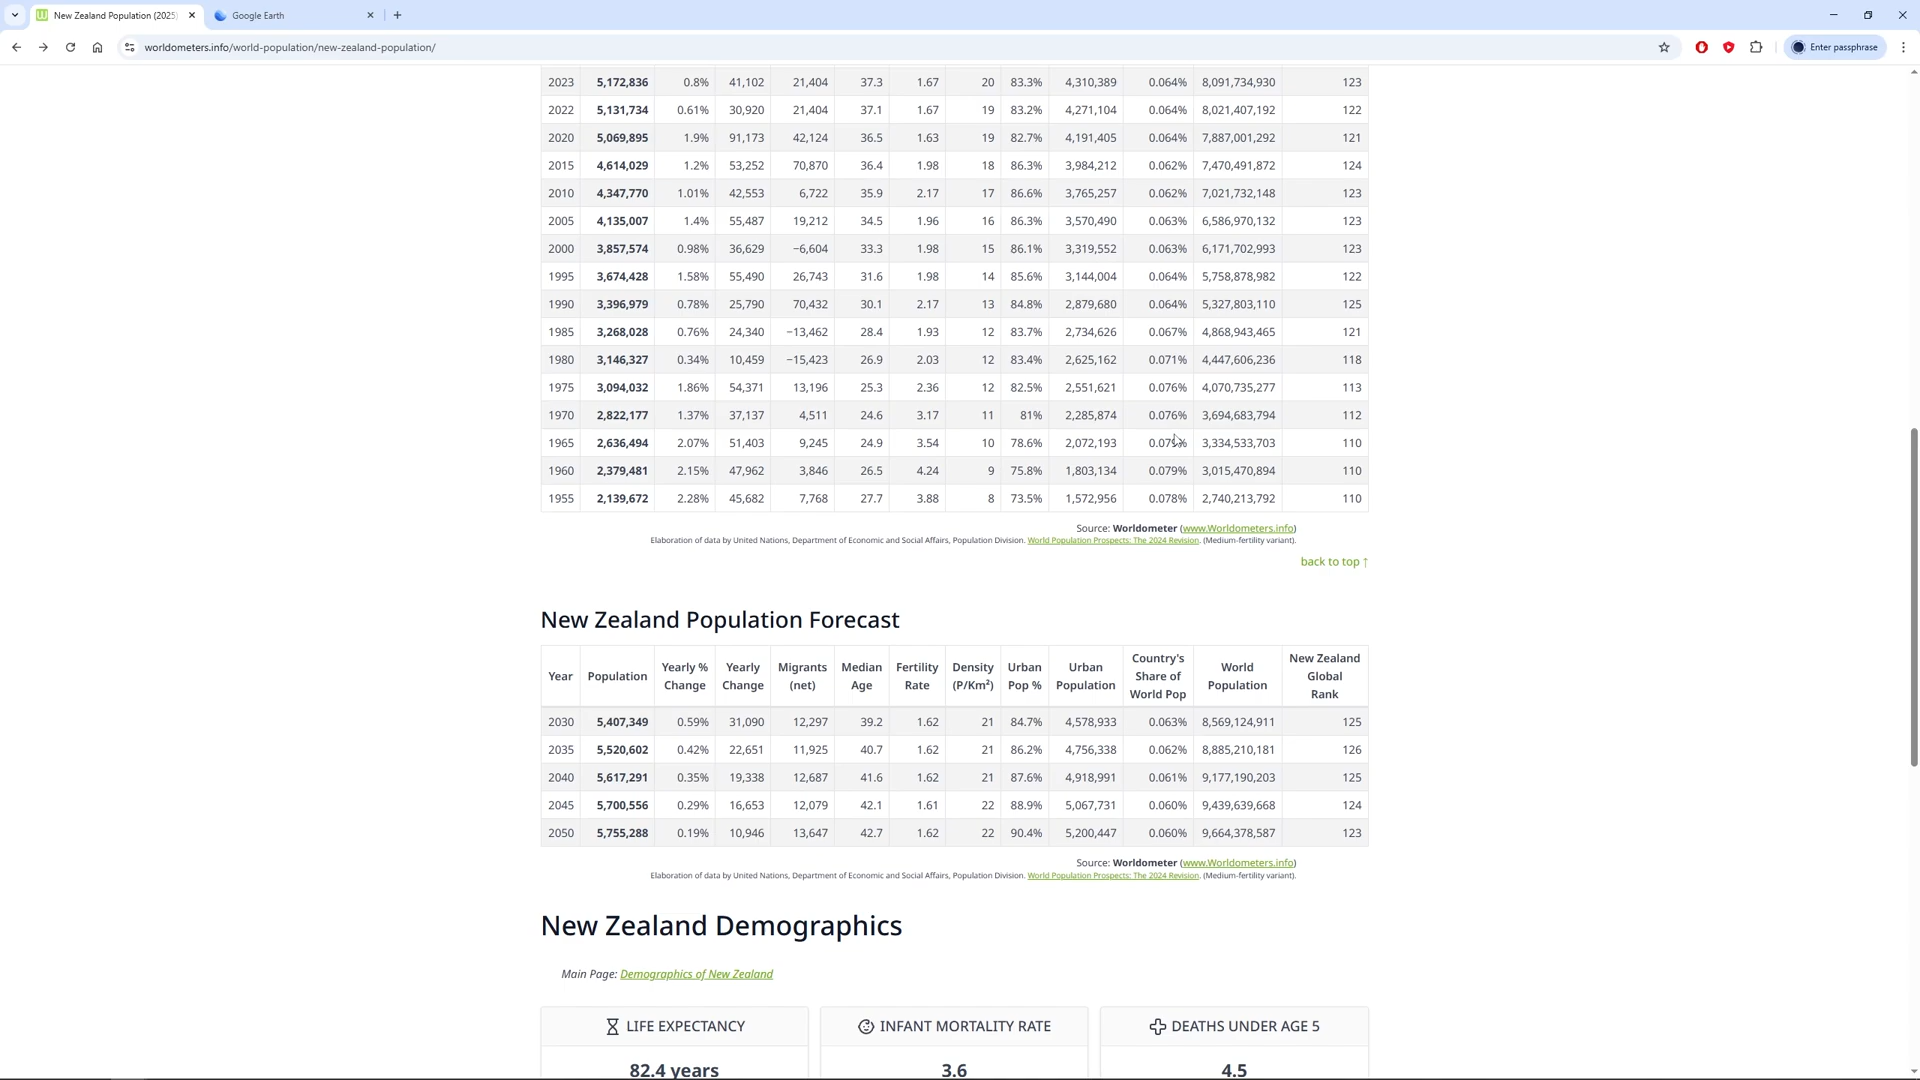 New Zealand Population (2025)
Google Earth
worldometers.info/world-population/new-zealand-population/
Enter passphrase
2023 5,172,836 0.8% 41,102 21,404 37.3 1.67 20 83.3% 4,310,389 0.064% 8,091,734,930 123
2022 5,131,734 0.61% 30,920 21,404 37.1 1.67 19 83.2% 4,271,104 0.064% 8,021,407,192 122
2020 5,069,895 1.9% 91,173 42,124 36.5 1.63 19 82.7% 4,191,405 0.064% 7,887,001,292 121
2015 4,614,029 1.2% 53,252 70,870 36.4 1.98 18 86.3% 3,984,212 0.062% 7,470,491,872 124
2010 4,347,770 1.01% 42,553 6,722 35.9 2.17 17 86.6% 3,765,257 0.062% 7,021,732,148 123
2005 4,135,007 1.4% 55,487 19,212 34.5 1.96 16 86.3% 3,570,490 0.063% 6,586,970,132 123
2000 3,857,574 0.98% 36,629 −6,604 33.3 1.98 15 86.1% 3,319,552 0.063% 6,171,702,993 123
1995 3,674,428 1.58% 55,490 26,743 31.6 1.98 14 85.6% 3,144,004 0.064% 5,758,878,982 122
1990 3,396,979 0.78% 25,790 70,432 30.1 2.17 13 84.8% 2,879,680 0.064% 5,327,803,110 125
1985 3,268,028 0.76% 24,340 −13,462 28.4 1.93 12 83.7% 2,734,626 0.067% 4,868,943,465 121
1980 3,146,327 0.34% 10,459 −15,423 26.9 2.03 12 83.4% 2,625,162 0.071% 4,447,606,236 118
1975 3,094,032 1.86% 54,371 13,196 25.3 2.36 12 82.5% 2,551,621 0.076% 4,070,735,277 113
1970 2,822,177 1.37% 37,137 4,511 24.6 3.17 11 81% 2,285,874 0.076% 3,694,683,794 112
1965 2,636,494 2.07% 51,403 9,245 24.9 3.54 10 78.6% 2,072,193 3,334,533,703 110
1960 2,379,481 2.15% 47,962 3,846 26.5 4.24 9 75.8% 1,803,134 0.079% 3,015,470,894 110
1955 2,139,672 2.28% 45,682 7,768 27.7 3.88 8 73.5% 1,572,956 0.078% 2,740,213,792 110
Source: Worldometer (www.Worldometers.info)
Elaboration of data by United Nations, Department of Economic and Social Affairs, Population Division. World Population Prospects: The 2024 Revision. (Medium-fertility variant).
back to top ↑
New Zealand Population Forecast
Year Population Yearly % Change Yearly Change Migrants (net) Median Age Fertility Rate Density (P/Km²) Urban Pop % Urban Population Country's Share of World Pop World Population New Zealand Global Rank
2030 5,407,349 0.59% 31,090 12,297 39.2 1.62 21 84.7% 4,578,933 0.063% 8,569,124,911 125
2035 5,520,602 0.42% 22,651 11,925 40.7 1.62 21 86.2% 4,756,338 0.062% 8,885,210,181 126
2040 5,617,291 0.35% 19,338 12,687 41.6 1.62 21 87.6% 4,918,991 0.061% 9,177,190,203 125
2045 5,700,556 0.29% 16,653 12,079 42.1 1.61 22 88.9% 5,067,731 0.060% 9,439,639,668 124
2050 5,755,288 0.19% 10,946 13,647 42.7 1.62 22 90.4% 5,200,447 0.060% 9,664,378,587 123
Source: Worldometer (www.Worldometers.info)
Elaboration of data by United Nations, Department of Economic and Social Affairs, Population Division. World Population Prospects: The 2024 Revision. (Medium-fertility variant).
New Zealand Demographics
Main Page: Demographics of New Zealand
LIFE EXPECTANCY INFANT MORTALITY RATE DEATHS UNDER AGE 5
82.4 years 3.6 4.5